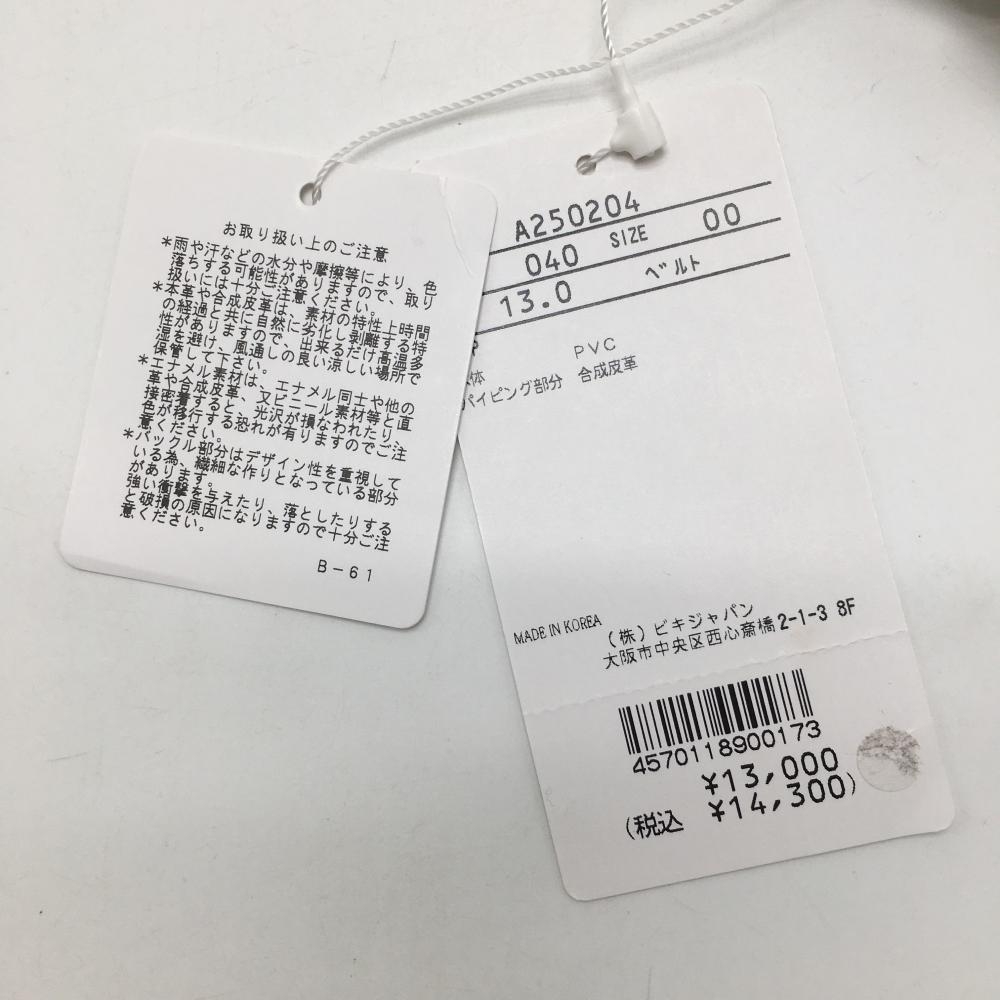 お取り扱い上のご注意
*雨や汗などの水分や摩擦等により、色
落ちする可能性がありますので、取り
扱いには十分ご注意ください。
*本革や合成皮革は、素材の特性上時間
の経過と共に自然に劣化し剥離する特
性がありますので、出来るだけ高温多
湿を避け、風通しの良い涼しい場所で
保管して下さい。
*エナメル素材は、エナメル同士や他の
革や合成皮革、又ビニール素材等と直
接密着すると、光沢が損なわれたり、
色が移行する恐れが有りますのでご注
意ください。
*バックル部分はデザイン性を重視して
いる為、繊細な作りとなっている部分
があります。
強い衝撃を与えたり、落としたりする
と破損の原因になりますので十分ご注
意ください。
B-61
A250204
040 SIZE 00
13.0 ベルト
体 PVC
パイピング部分 合成皮革
MADE IN KOREA
(株)ビキジャパン
大阪市中央区西心斎橋2-1-3 8F
4570118900173
¥13,000
(税込 ¥14,300)